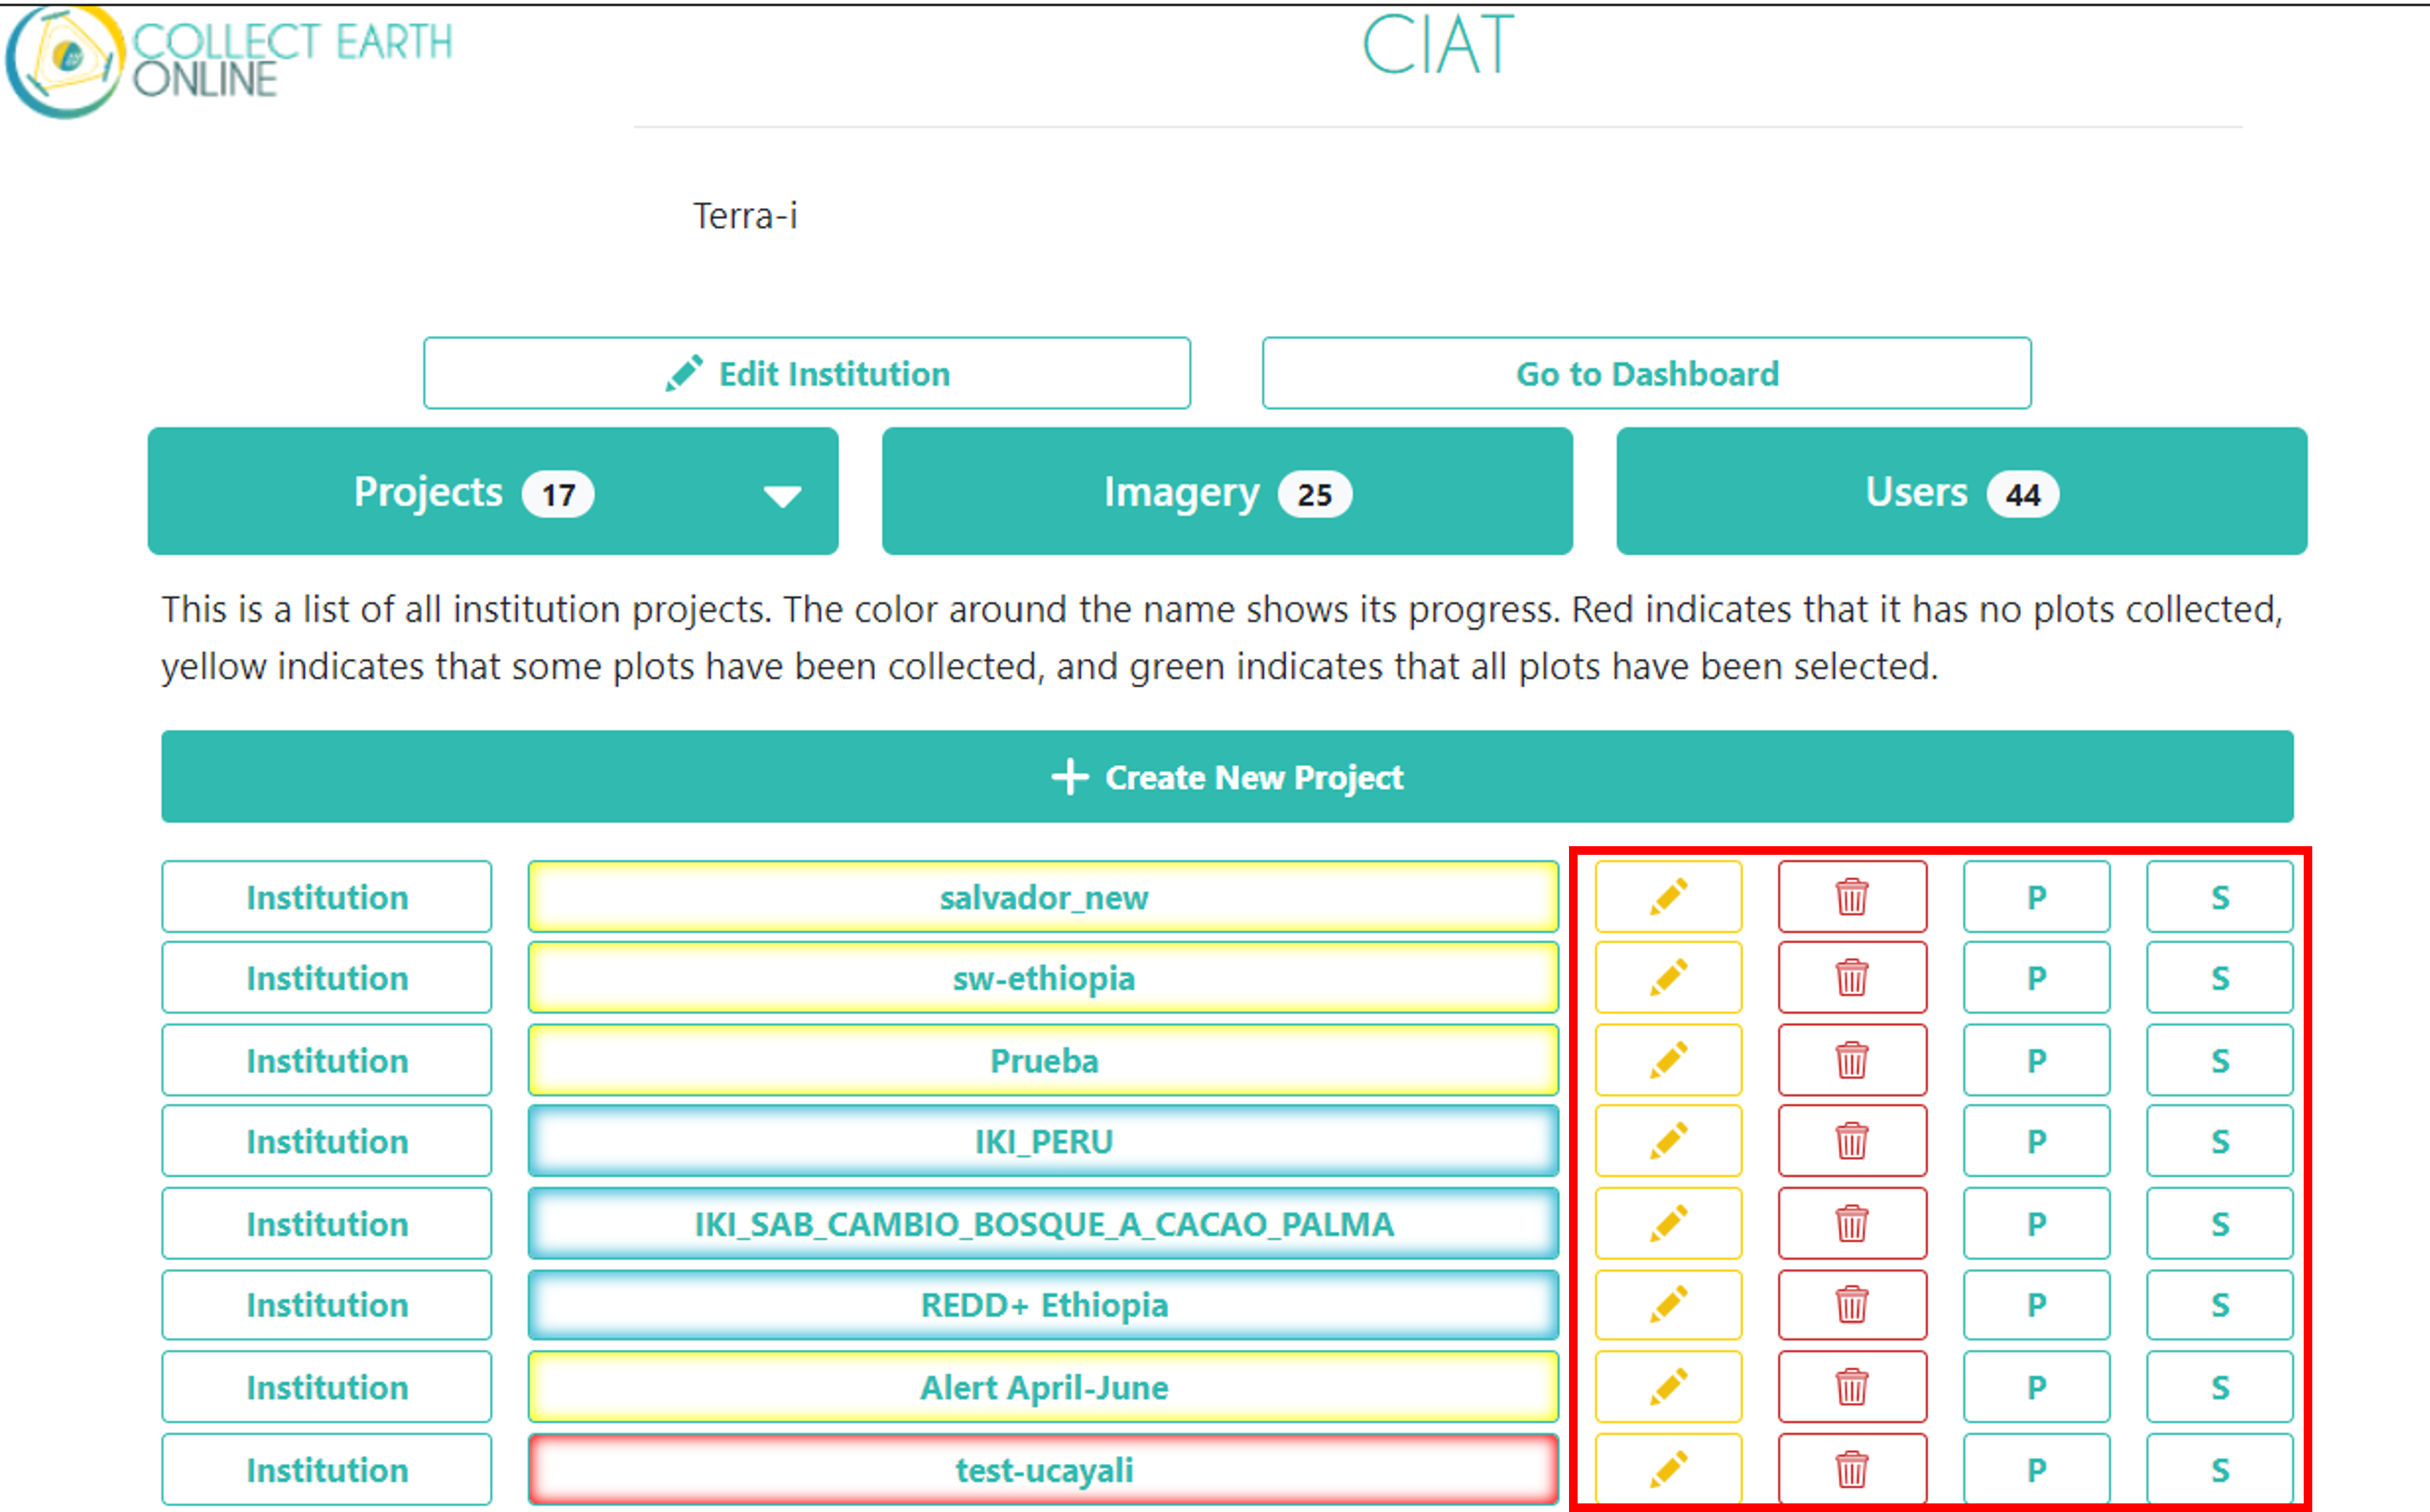 COLLECT EARTH
ONLINE
CIAT
Terra-i
Edit Institution
Go to Dashboard
Projects 17
Imagery 25
Users 44
This is a list of all institution projects. The color around the name shows its progress. Red indicates that it has no plots collected,
yellow indicates that some plots have been collected, and green indicates that all plots have been selected.
Create New Project
Institution salvador_new P S
Institution sw-ethiopia P S
Institution Prueba P S
Institution IKI_PERU P S
Institution IKI_SAB_CAMBIO_BOSQUE_A_CACAO_PALMA P S
Institution REDD+ Ethiopia P S
Institution Alert April-June P S
Institution test-ucayali P S